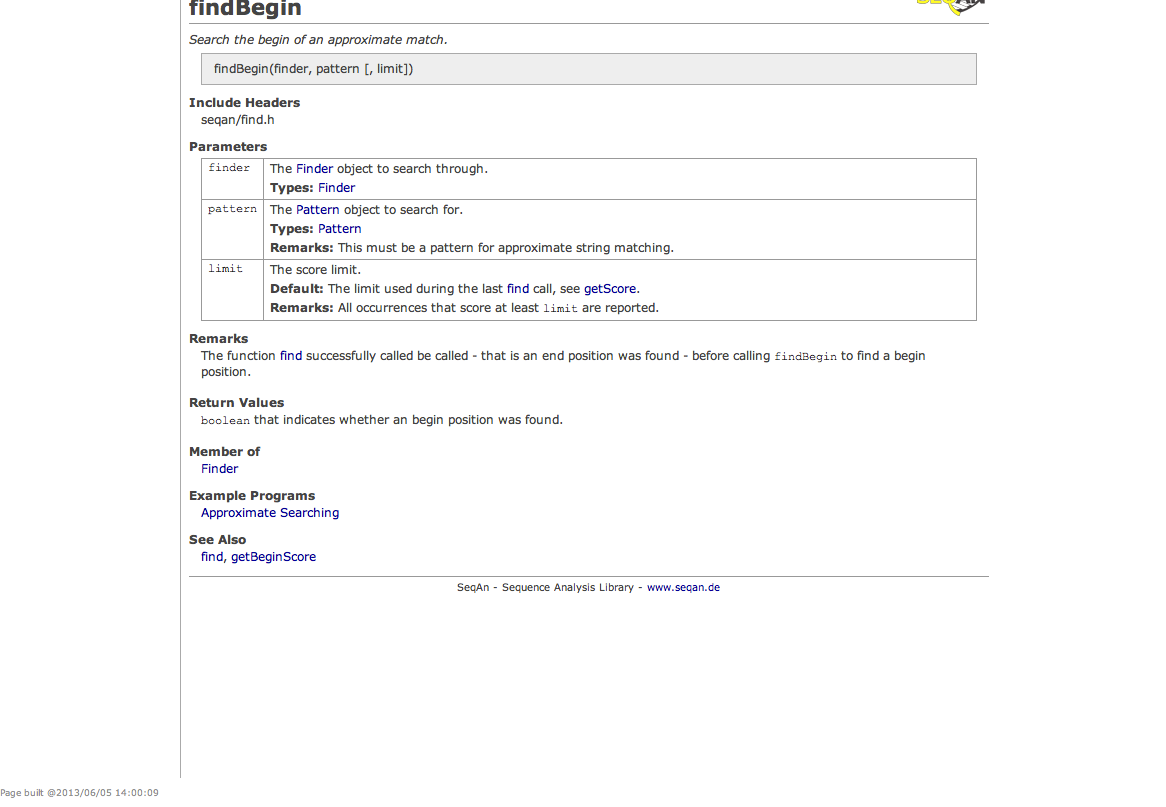 findBegin
SEQAN
Search the begin of an approximate match.
findBegin(finder, pattern [, limit])
Include Headers
seqan/find.h
Parameters
finder
The Finder object to search through.
Types: Finder
pattern
The Pattern object to search for.
Types: Pattern
Remarks: This must be a pattern for approximate string matching.
limit
The score limit.
Default: The limit used during the last find call, see getScore.
Remarks: All occurrences that score at least limit are reported.
Remarks
The function find successfully called be called - that is an end position was found - before calling findBegin to find a begin
position.
Return Values
boolean that indicates whether an begin position was found.
Member of
Finder
Example Programs
Approximate Searching
See Also
find, getBeginScore
SeqAn - Sequence Analysis Library - www.seqan.de
Page built @2013/06/05 14:00:09